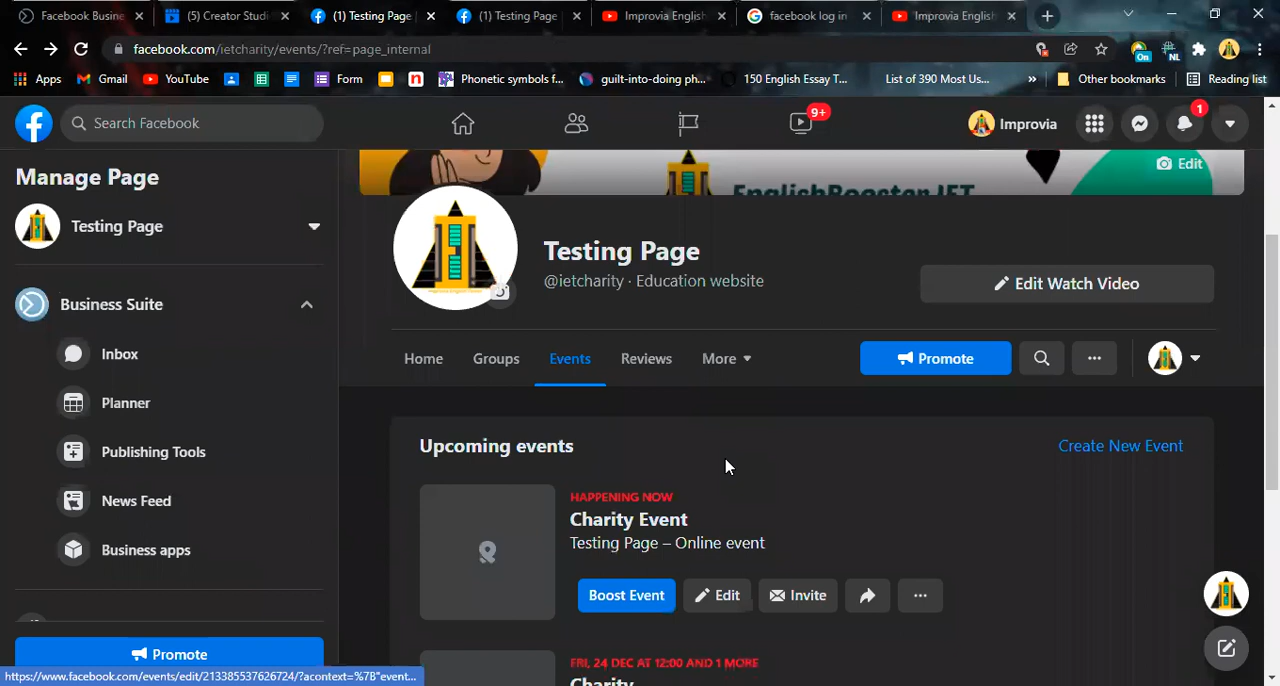 Facebook Busine
(5) Creator Studi
(1) Testing Page
(1) Testing Page
Improvia English
facebook log in
Improvia English
facebook.com/ietcharity/events/?ref=page_internal
Apps
Gmail
YouTube
Form
n
Phonetic symbols f...
guilt-into-doing ph...
150 English Essay T...
List of 390 Most Us...
»
Other bookmarks
Reading list
On
NL
Search Facebook
9+
Improvia
1
Manage Page
Testing Page
Business Suite
Inbox
Planner
Publishing Tools
News Feed
Business apps
Promote
https://www.facebook.com/events/edit/213385537626724/?acontext=%7B"event...
EnglishBoosterIET
Edit
Testing Page
@ietcharity · Education website
Edit Watch Video
Home
Groups
Events
Reviews
More
Promote
...
Upcoming events
Create New Event
HAPPENING NOW
Charity Event
Testing Page – Online event
Boost Event
Edit
Invite
...
FRI, 24 DEC AT 12:00 AND 1 MORE
Charity